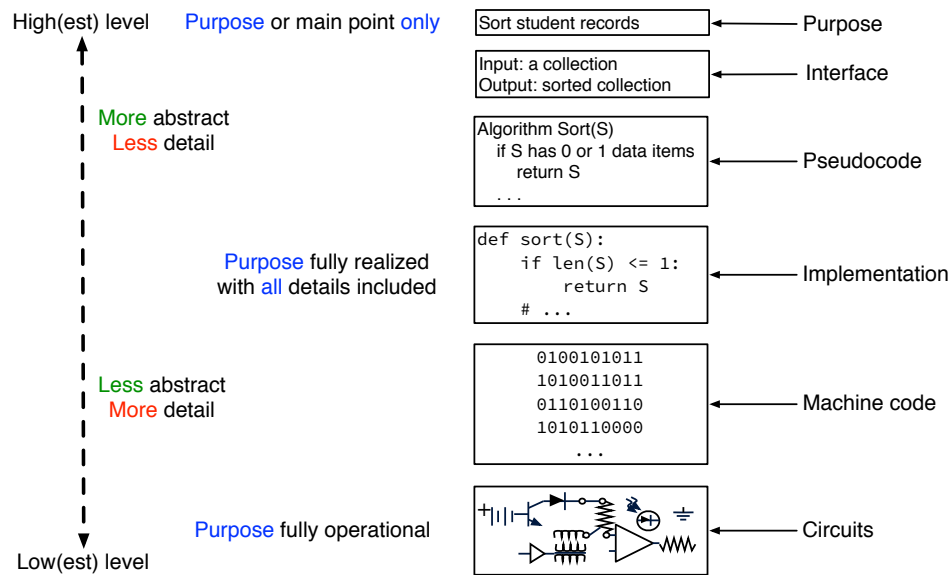 High(est) level
Purpose or main point only
Sort student records
Purpose
Input: a collection
Output: sorted collection
Interface
More abstract
Less detail
Algorithm Sort(S)
if S has 0 or 1 data items
return S
...
Pseudocode
Purpose fully realized
with all details included
def sort(S):
if len(S) <= 1:
return S
# ...
Implementation
Less abstract
More detail
0100101011
1010011011
0110100110
1010110000
...
Machine code
Purpose fully operational
Circuits
Low(est) level